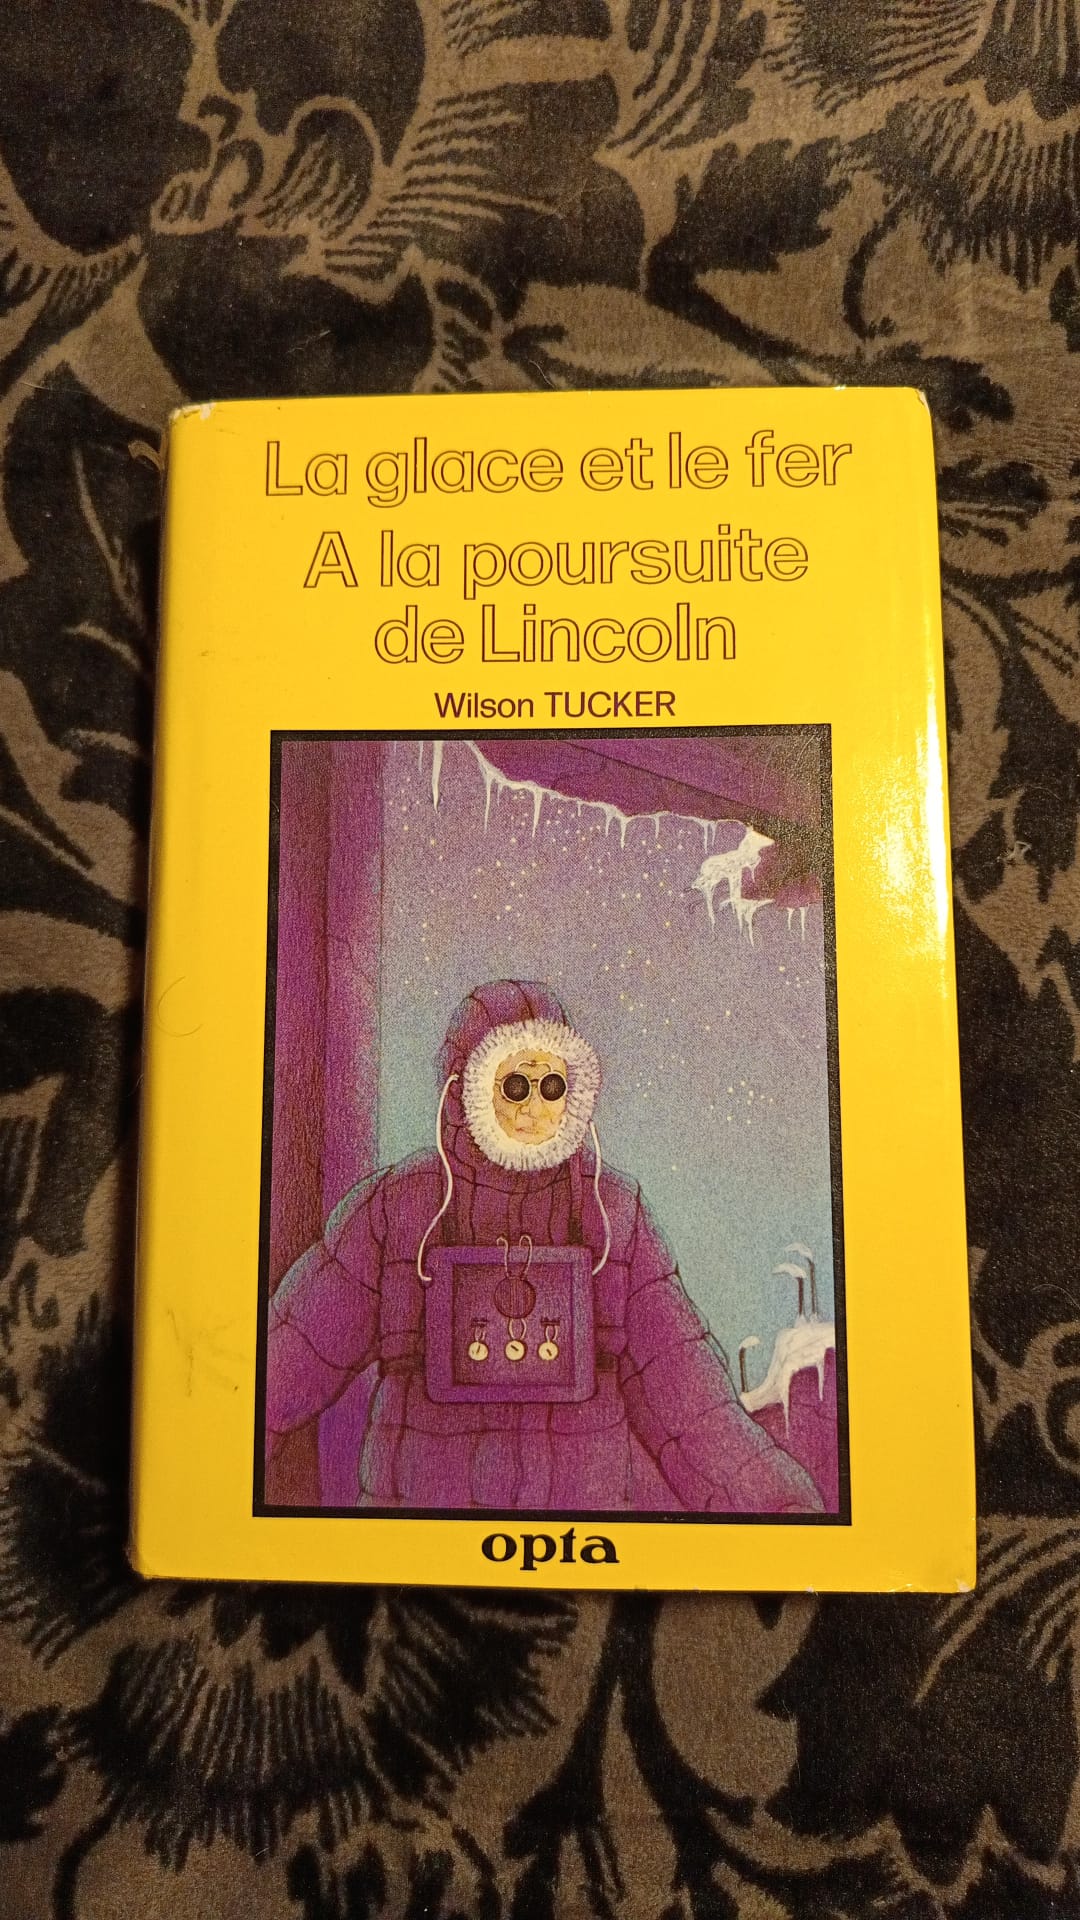 La glace et le fer
A la poursuite
de Lincoln
Wilson TUCKER
opta